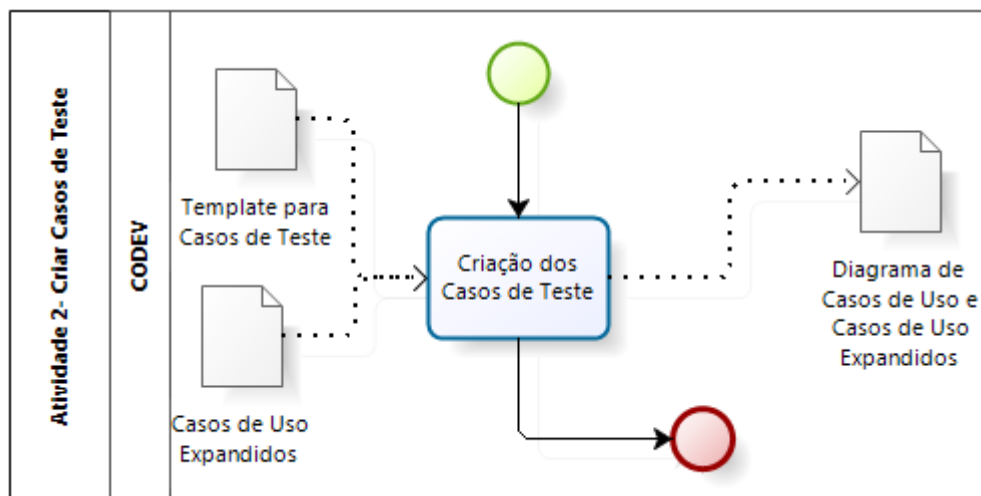 Atividade 2- Criar Casos de Teste
CODEV
Template para
Casos de Teste
Casos de Uso
Expandidos
Criação dos
Casos de Teste
Diagrama de
Casos de Uso e
Casos de Uso
Expandidos